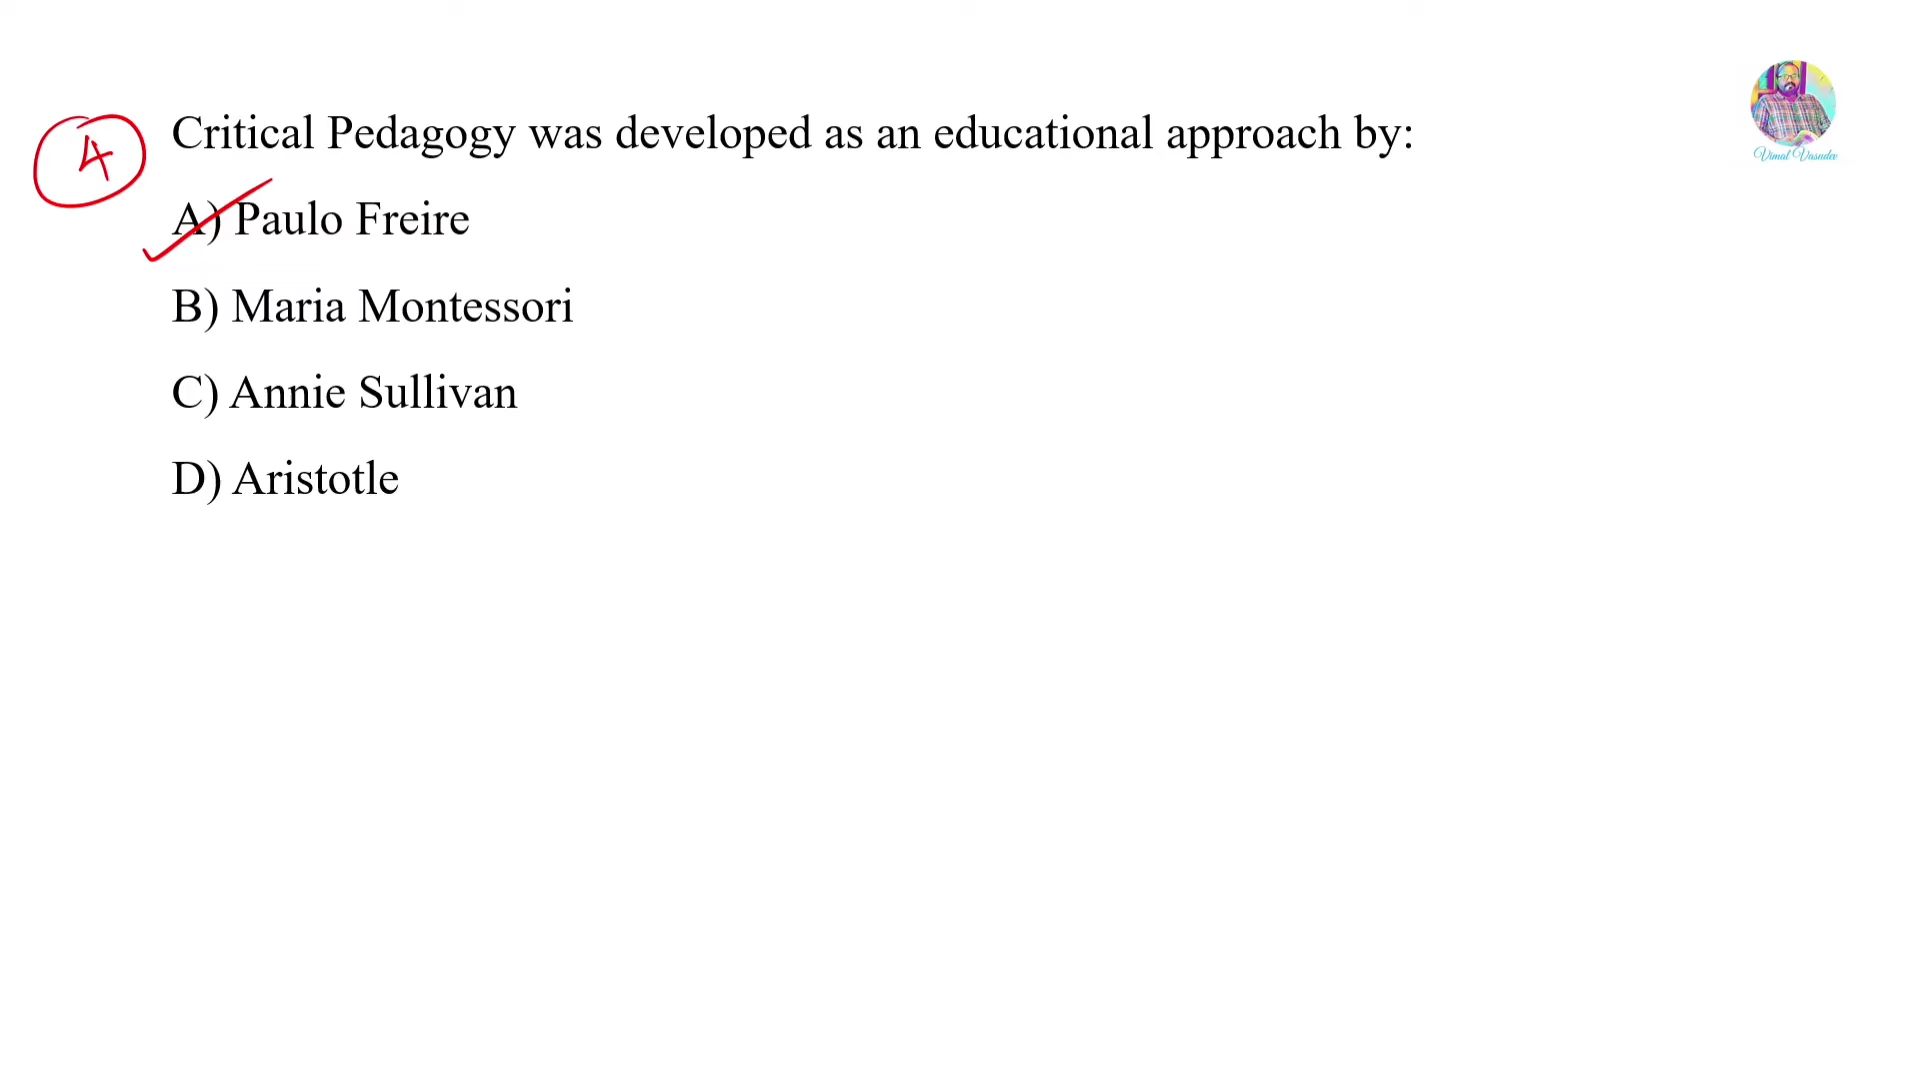 4 Critical Pedagogy was developed as an educational approach by:
A) Paulo Freire
B) Maria Montessori
C) Annie Sullivan
D) Aristotle
Vimal Vasudev